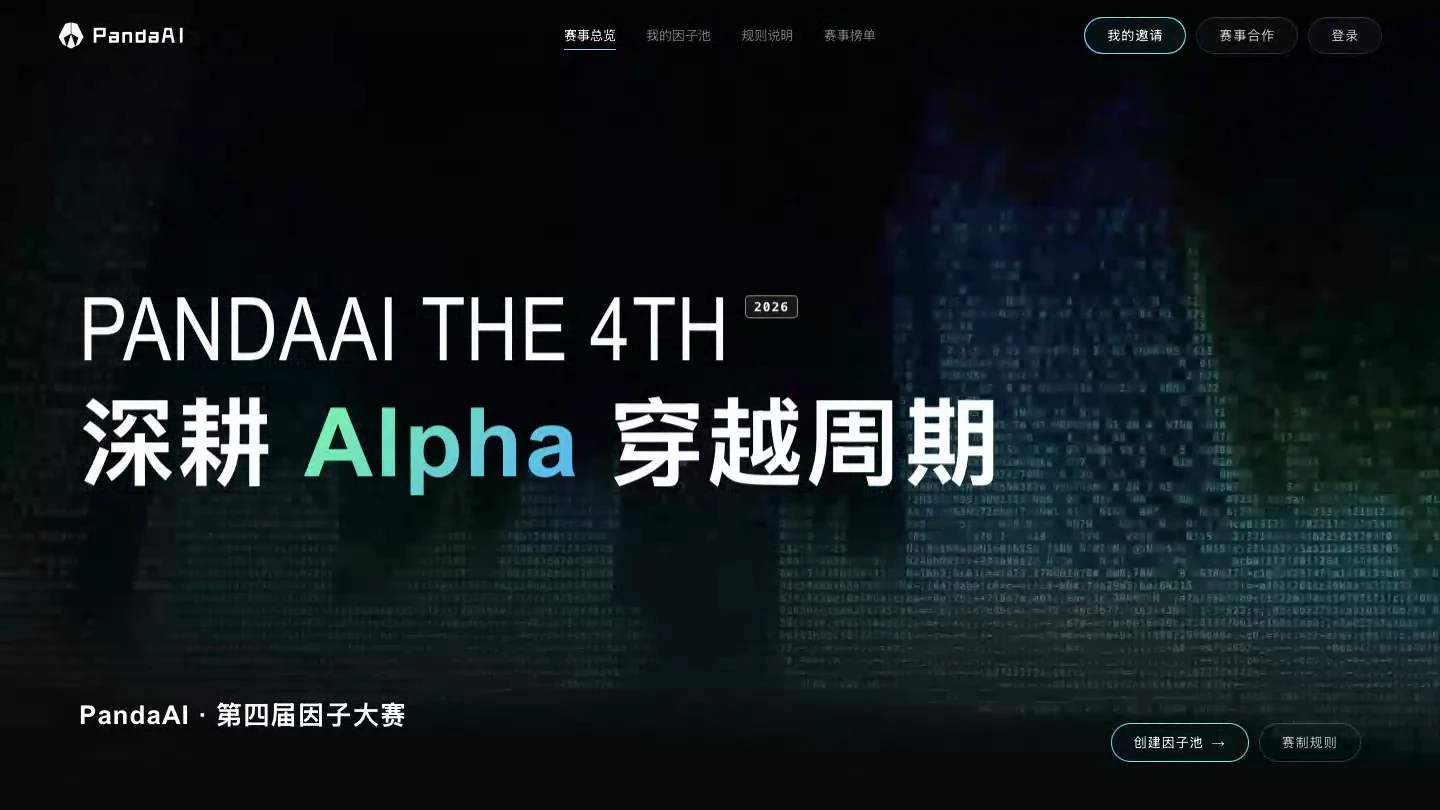 PandaAI
赛事总览
我的因子池
规则说明
赛事榜单
我的邀请
赛事合作
登录
PANDAAI THE 4TH 2026
深耕 Alpha 穿越周期
PandaAI · 第四届因子大赛
创建因子池 →
赛制规则